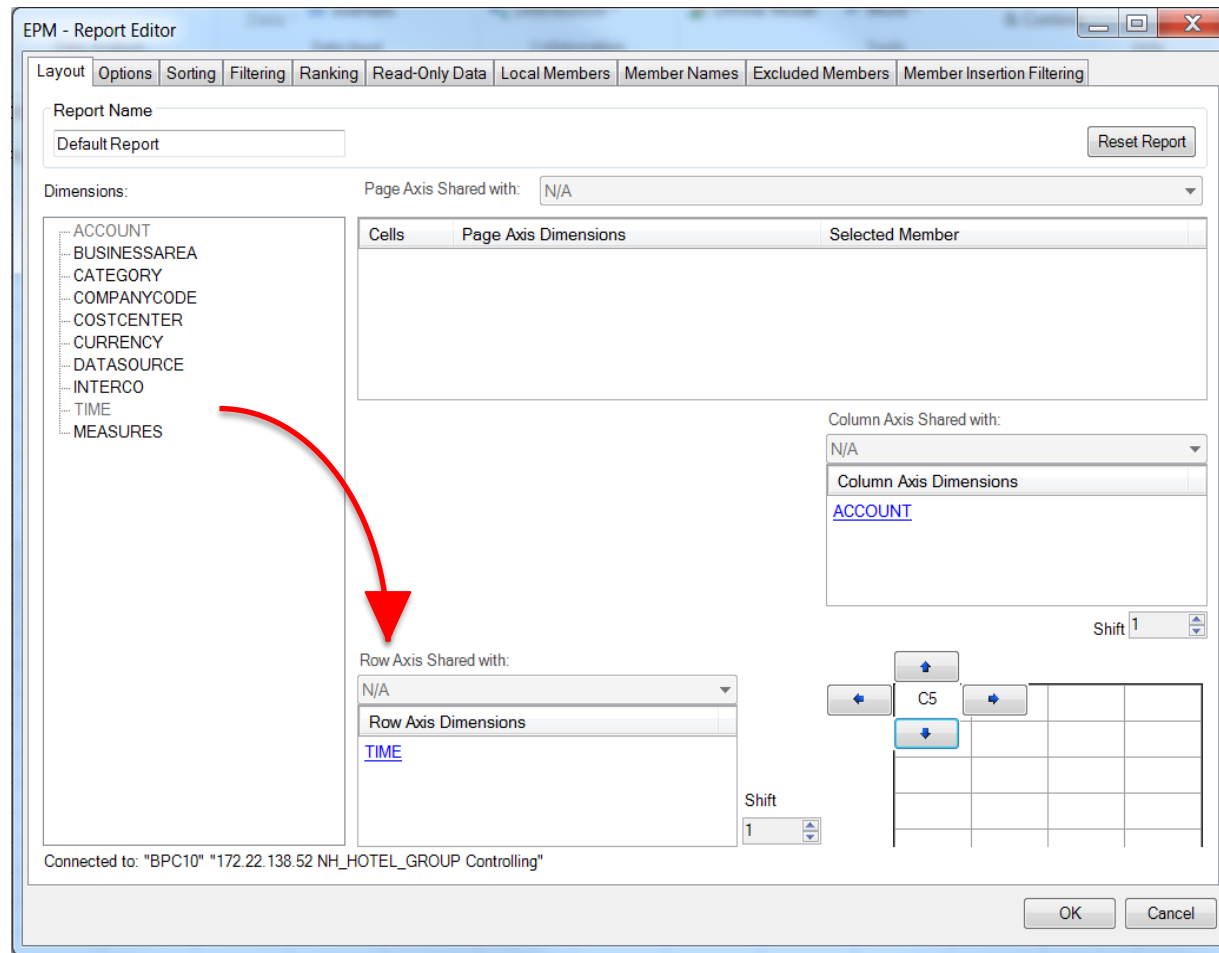 EPM - Report Editor
Layout Options Sorting Filtering Ranking Read-Only Data Local Members Member Names Excluded Members Member Insertion Filtering
Report Name
Default Report
Reset Report
Dimensions:
Page Axis Shared with: N/A
ACCOUNT
BUSINESSAREA
CATEGORY
COMPANYCODE
COSTCENTER
CURRENCY
DATASOURCE
INTERCO
TIME
MEASURES
Cells Page Axis Dimensions Selected Member
Column Axis Shared with:
N/A
Column Axis Dimensions
ACCOUNT
Shift 1
Row Axis Shared with:
N/A
Row Axis Dimensions
TIME
Shift
1
C5
Connected to: "BPC10" "172.22.138.52 NH_HOTEL_GROUP Controlling"
OK Cancel